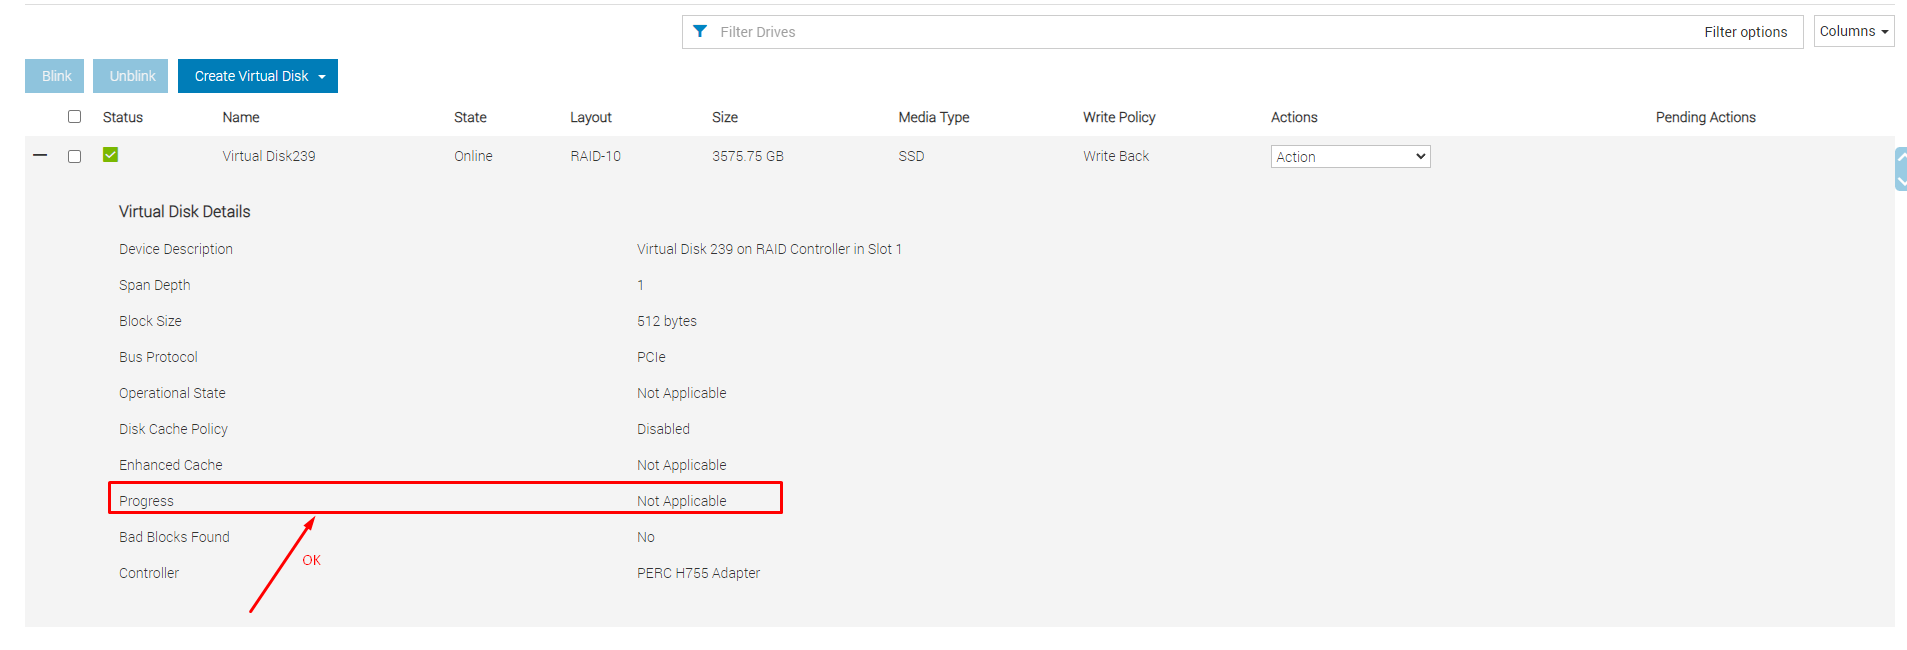 Filter Drives Filter options Columns
Blink Unblink Create Virtual Disk
Status Name State Layout Size Media Type Write Policy Actions Pending Actions
Virtual Disk239 Online RAID-10 3575.75 GB SSD Write Back Action
Virtual Disk Details
Device Description Virtual Disk 239 on RAID Controller in Slot 1
Span Depth 1
Block Size 512 bytes
Bus Protocol PCIe
Operational State Not Applicable
Disk Cache Policy Disabled
Enhanced Cache Not Applicable
Progress Not Applicable
Bad Blocks Found No
OK
Controller PERC H755 Adapter